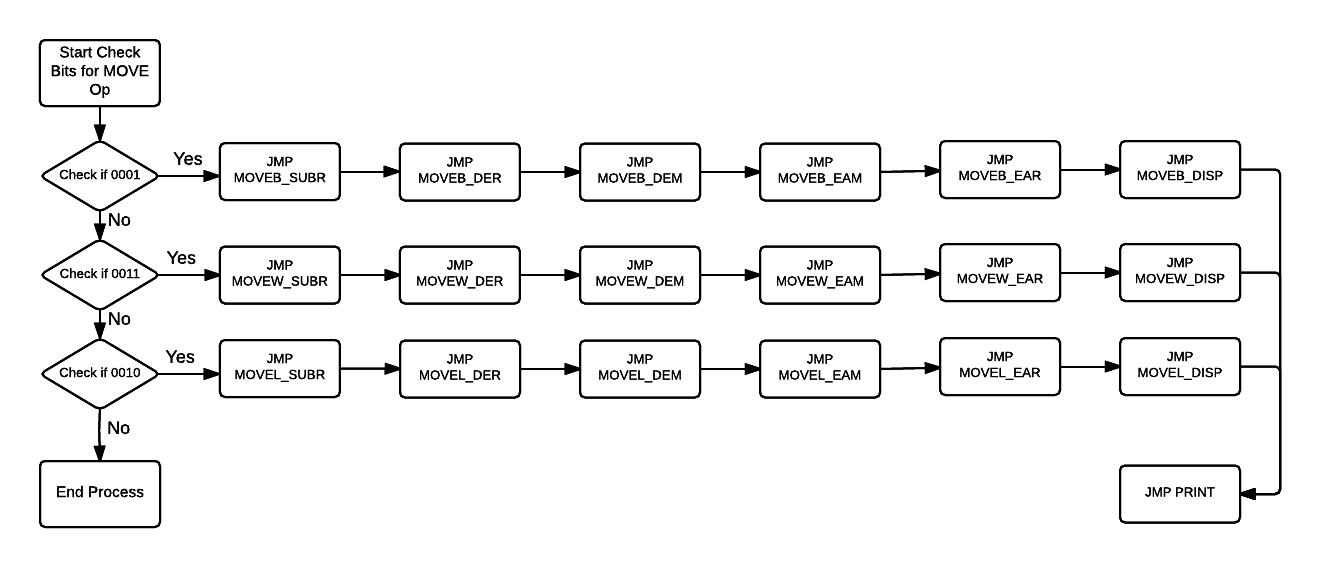 Start Check
Bits for MOVE
Op
Check if 0001
Yes
JMP
MOVEB_SUBR
JMP
MOVEB_DER
JMP
MOVEB_DEM
JMP
MOVEB_EAM
JMP
MOVEB_EAR
JMP
MOVEB_DISP
No
Check if 0011
Yes
JMP
MOVEW_SUBR
JMP
MOVEW_DER
JMP
MOVEW_DEM
JMP
MOVEW_EAM
JMP
MOVEW_EAR
JMP
MOVEW_DISP
No
Check if 0010
Yes
JMP
MOVEL_SUBR
JMP
MOVEL_DER
JMP
MOVEL_DEM
JMP
MOVEL_EAM
JMP
MOVEL_EAR
JMP
MOVEL_DISP
No
End Process
JMP PRINT